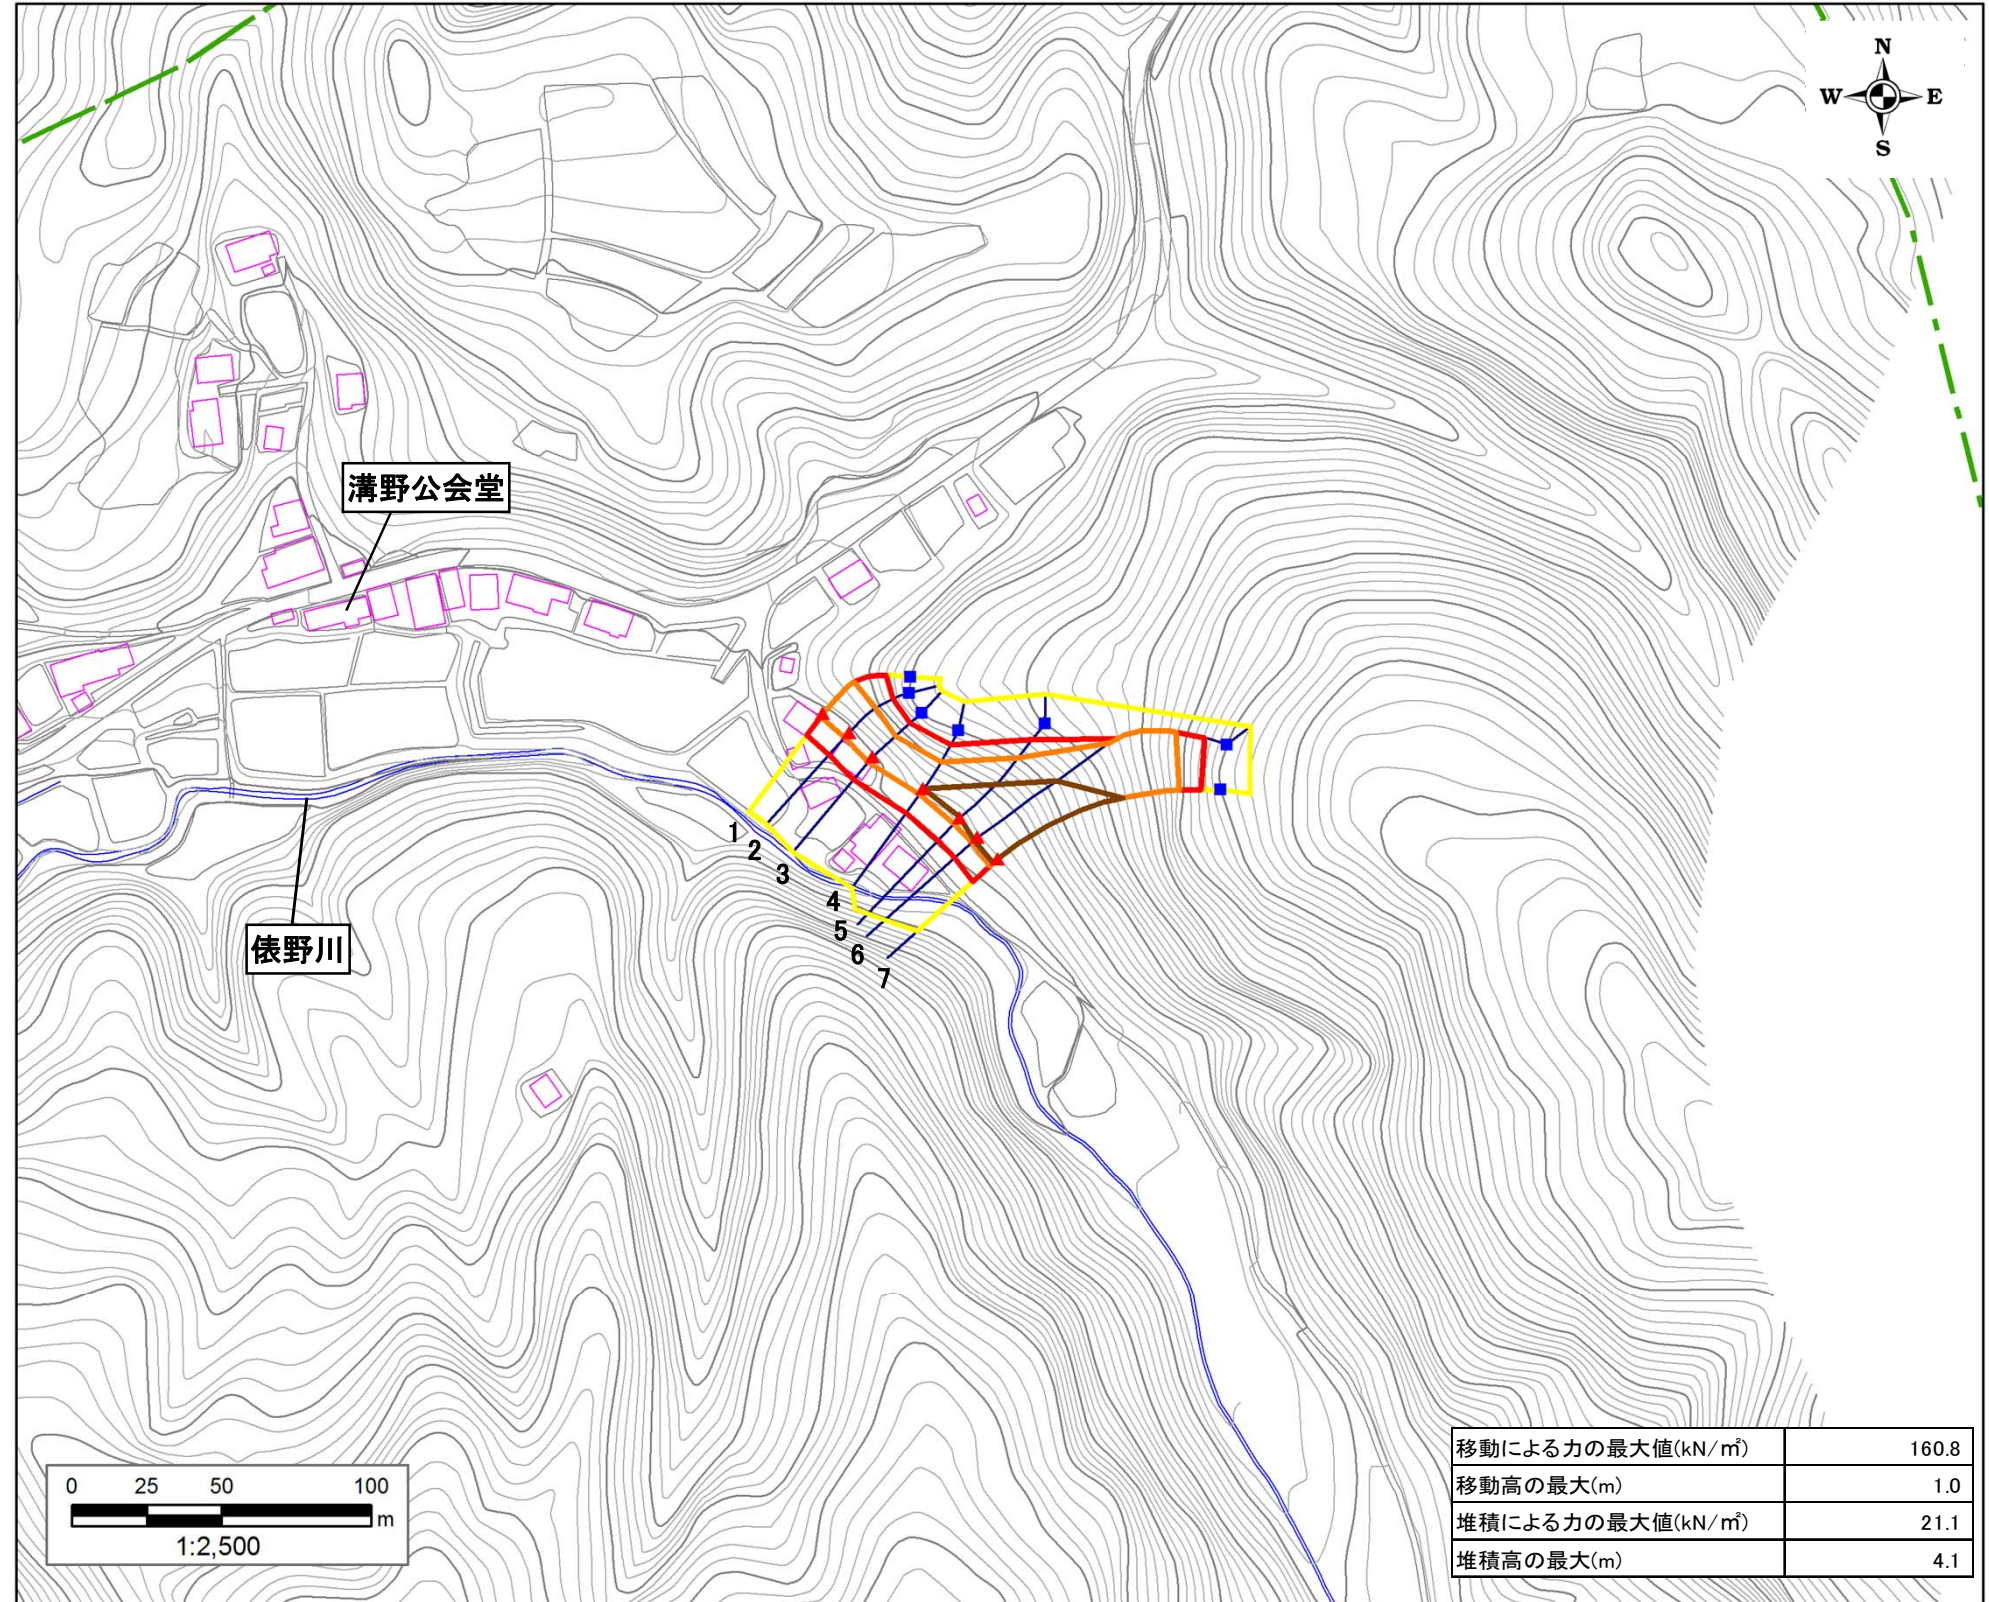 N
W E
S
溝野公会堂
1
2
3
4
5
6
7
俵野川
0 25 50 100
m
1:2,500
移動による力の最大値(kN/㎡) 160.8
移動高の最大(m) 1.0
堆積による力の最大値(kN/㎡) 21.1
堆積高の最大(m) 4.1